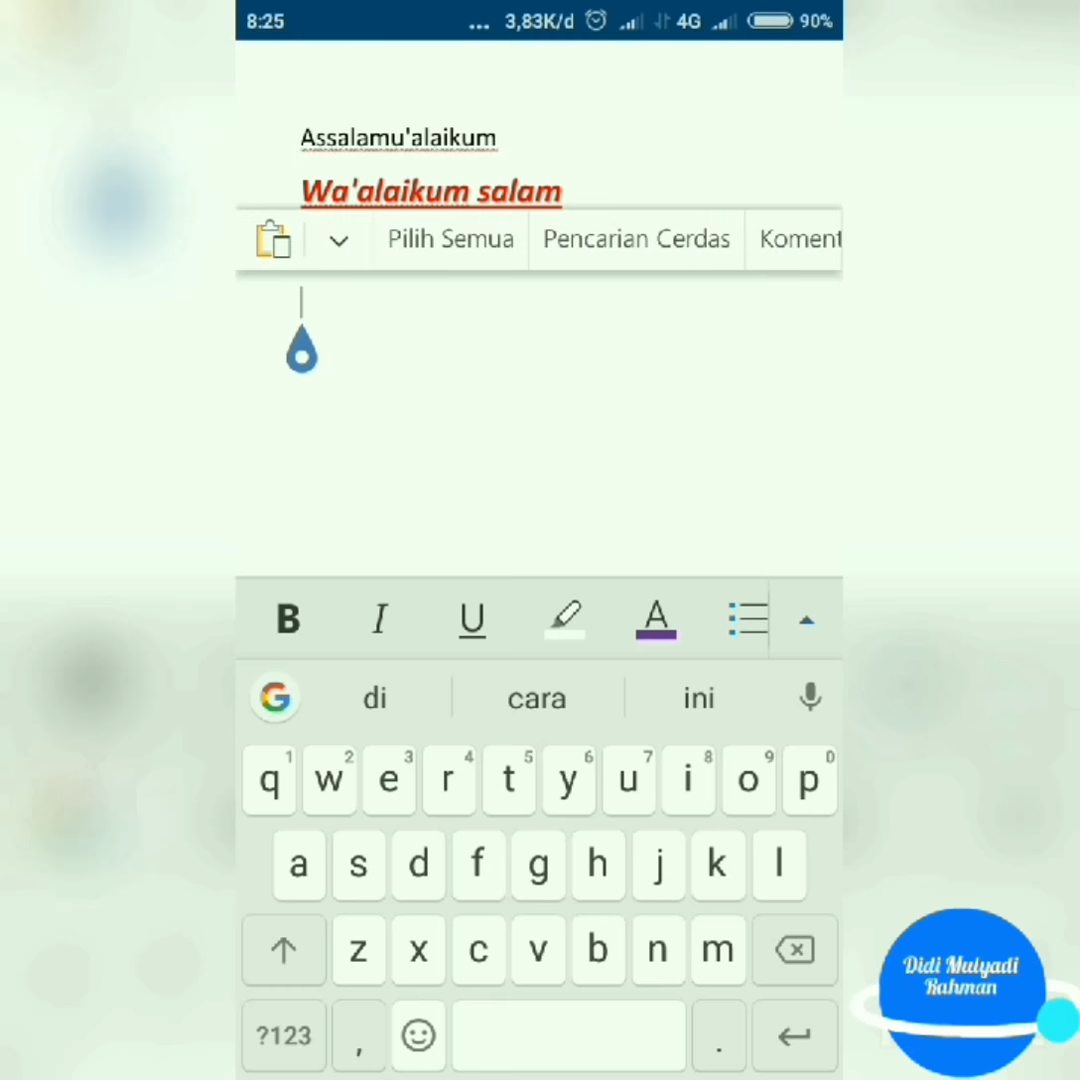 8:25 ... 3,83K/d 4G 90%
Assalamu'alaikum
Wa'alaikum salam
Pilih Semua Pencarian Cerdas Koment
B I U A
G di cara ini
1 2 3 4 5 6 7 8 9 0
q w e r t y u i o p
a s d f g h j k l
z x c v b n m
?123 , .
Didi Mulyadi
Rahman